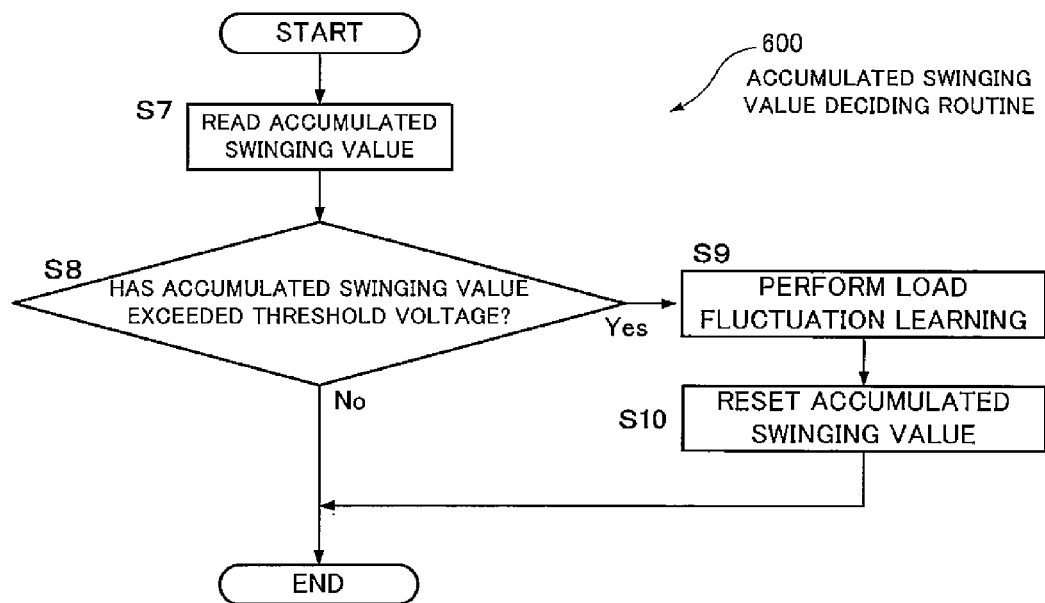 START
600
ACCUMULATED SWINGING
VALUE DECIDING ROUTINE
S7
READ ACCUMULATED
SWINGING VALUE
S8
HAS ACCUMULATED SWINGING VALUE
EXCEEDED THRESHOLD VOLTAGE?
Yes
No
S9
PERFORM LOAD
FLUCTUATION LEARNING
S10
RESET ACCUMULATED
SWINGING VALUE
END